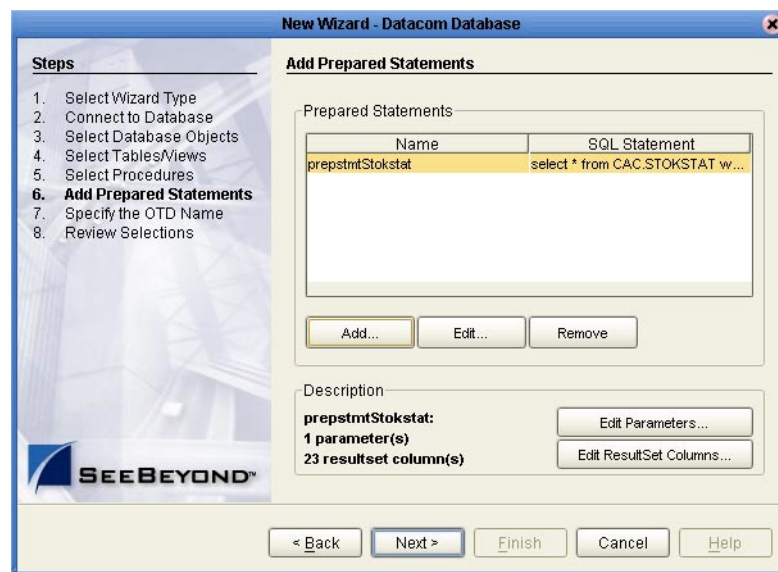 New Wizard - Datacom Database
Steps
1. Select Wizard Type
2. Connect to Database
3. Select Database Objects
4. Select Tables/Views
5. Select Procedures
6. Add Prepared Statements
7. Specify the OTD Name
8. Review Selections
SEEBEYOND™
Add Prepared Statements
Prepared Statements
Name SQL Statement
prepstmtStokstat select * from CAC.STOKSTAT w...
Add... Edit... Remove
Description
prepstmtStokstat:
1 parameter(s)
23 resultset column(s)
Edit Parameters...
Edit ResultSet Columns...
< Back Next > Finish Cancel Help